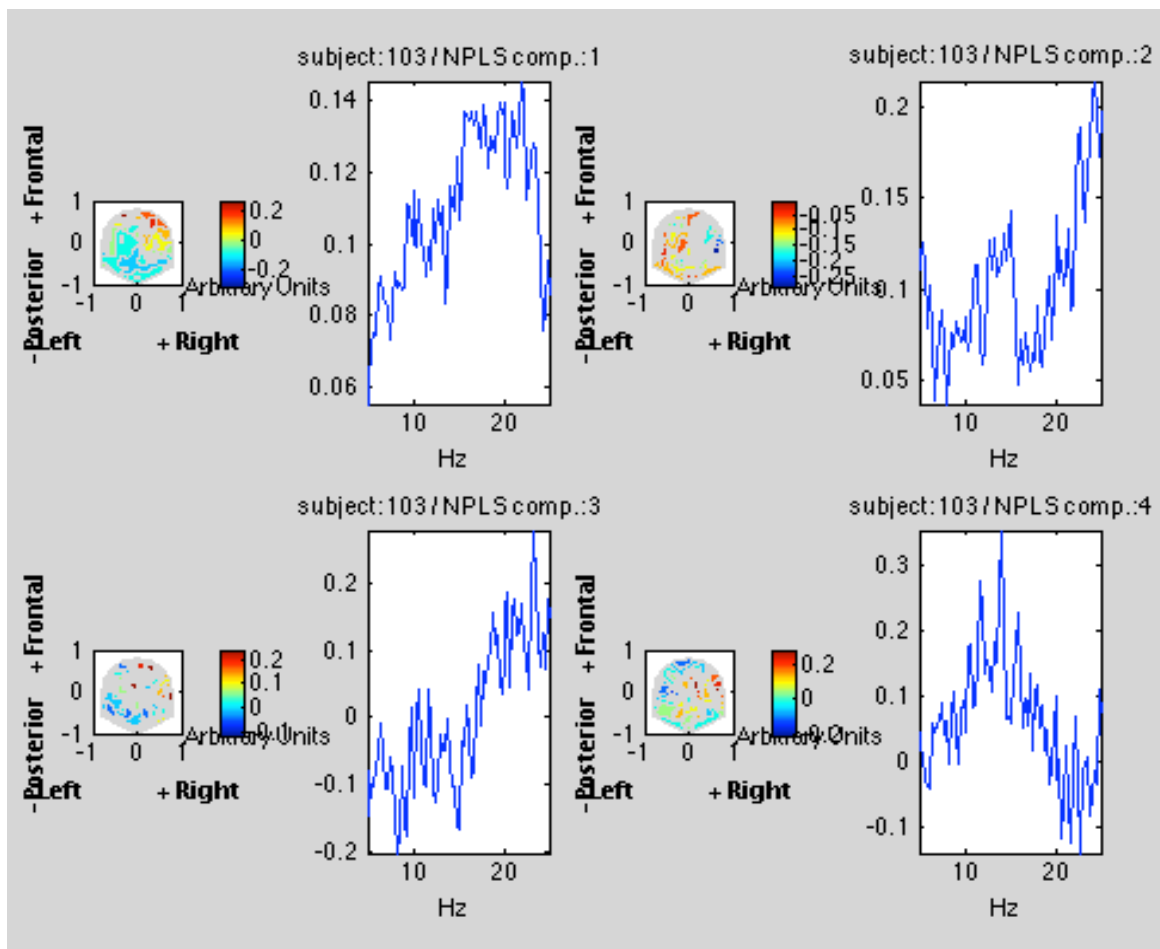 subject:103 / NPLS comp.:1
0.14
0.12
0.1
0.08
0.06
10 20
Hz
- Posterior + Frontal
1
0
-1
-1 0 1
-Left + Right
0.2
0
-0.2
Arbitrary Units
subject:103 / NPLS comp.:2
0.2
0.15
0.1
0.05
10 20
Hz
- Posterior + Frontal
1
0
-1
-1 0 1
-Left + Right
-0.05
-0.15
-0.25
Arbitrary Units
subject:103 / NPLS comp.:3
0.2
0.1
0
-0.1
-0.2
10 20
Hz
- Posterior + Frontal
1
0
-1
-1 0 1
-Left + Right
0.2
0.1
0
-0.1
Arbitrary Units
subject:103 / NPLS comp.:4
0.3
0.2
0.1
0
-0.1
10 20
Hz
- Posterior + Frontal
1
0
-1
-1 0 1
-Left + Right
0.2
0
Arbitrary Units